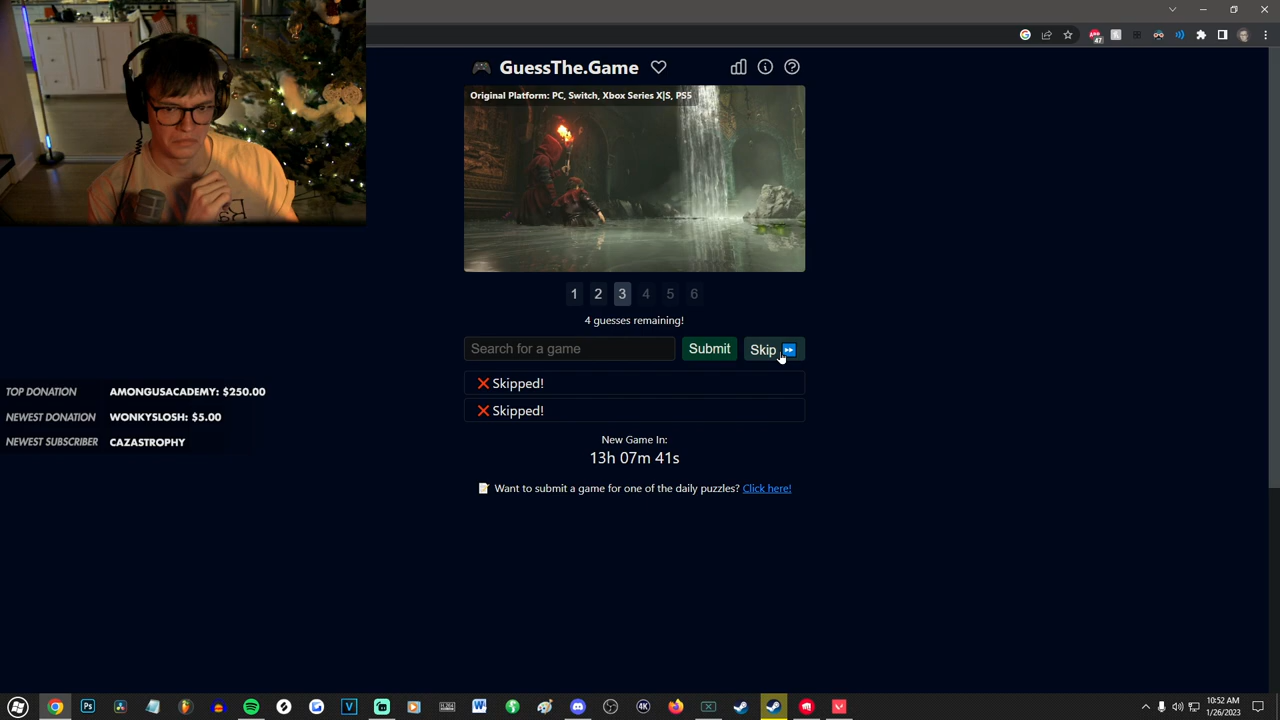 GuessThe.Game
Original Platform: PC, Switch, Xbox Series X|S, PS5
1 2 3 4 5 6
4 guesses remaining!
Search for a game Submit Skip
Skipped!
Skipped!
New Game In:
13h 07m 41s
Want to submit a game for one of the daily puzzles? Click here!
TOP DONATION AMONGUSACADEMY: $250.00
NEWEST DONATION WONKYSLOSH: $5.00
NEWEST SUBSCRIBER CAZASTROPHY
10:52 AM
1/26/2023